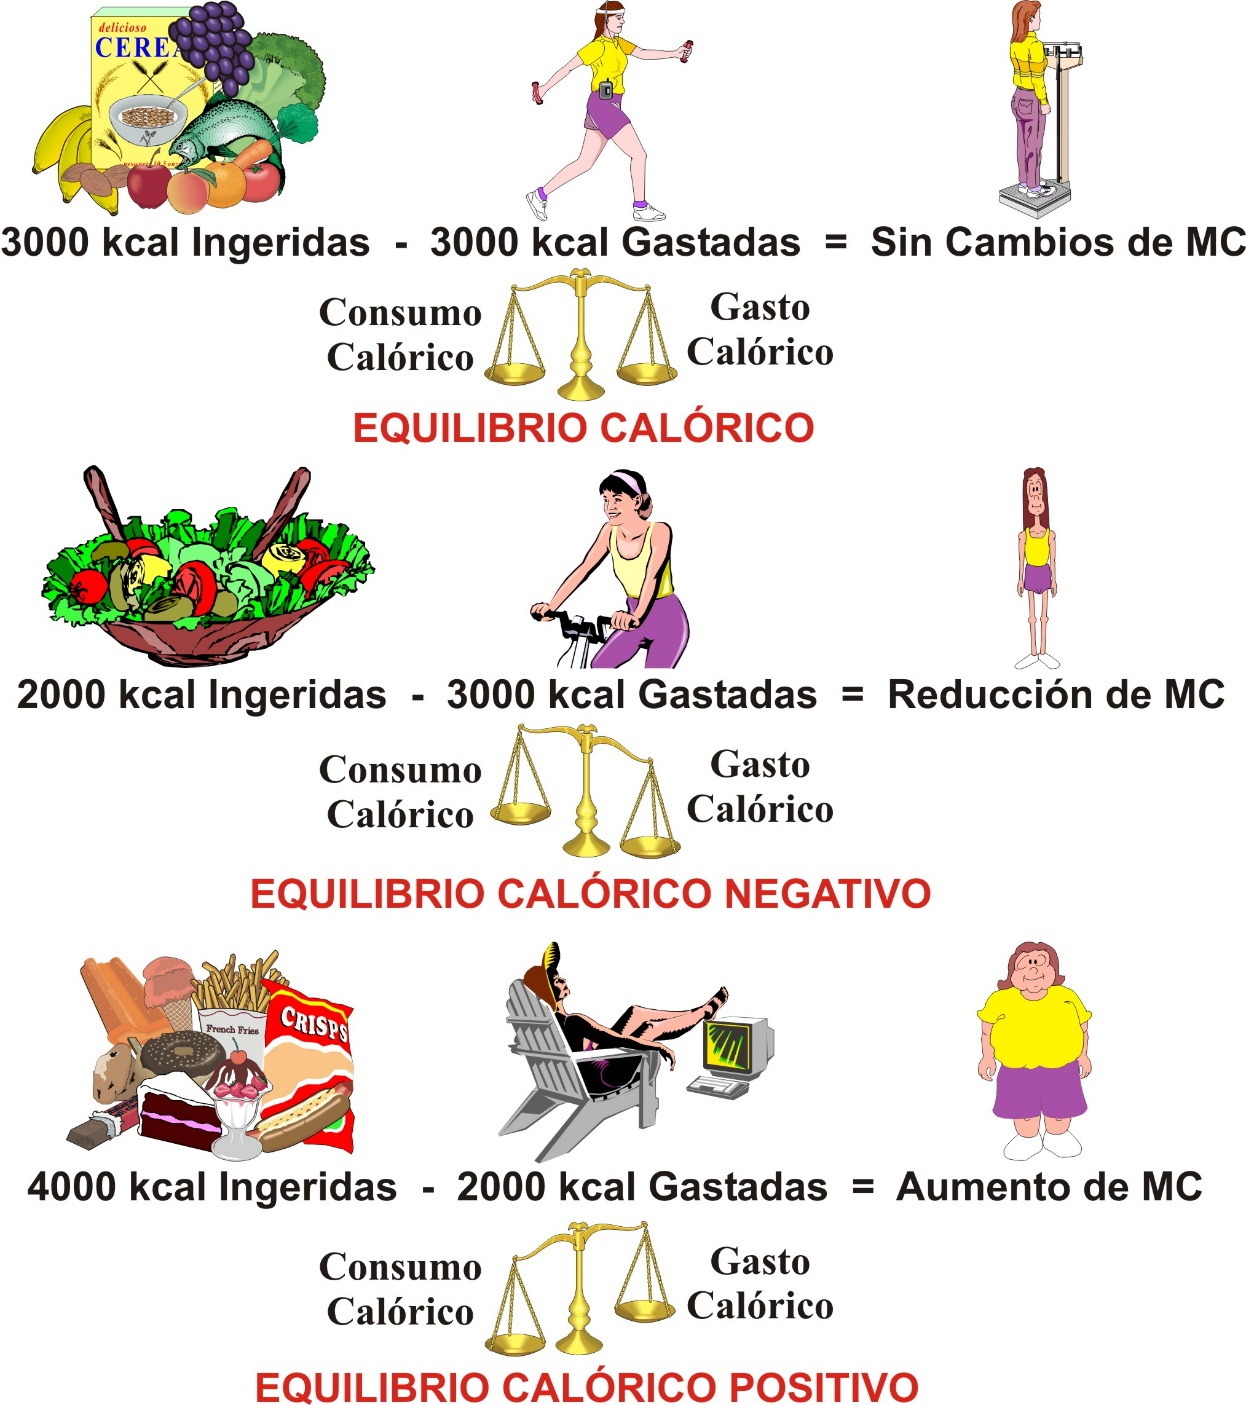 delicioso
CEREA
3000 kcal Ingeridas - 3000 kcal Gastadas = Sin Cambios de MC
Consumo
Calórico
Gasto
Calórico
EQUILIBRIO CALÓRICO
2000 kcal Ingeridas - 3000 kcal Gastadas = Reducción de MC
Consumo
Calórico
Gasto
Calórico
EQUILIBRIO CALÓRICO NEGATIVO
French Fries
CRISPS
4000 kcal Ingeridas - 2000 kcal Gastadas = Aumento de MC
Consumo
Calórico
Gasto
Calórico
EQUILIBRIO CALÓRICO POSITIVO